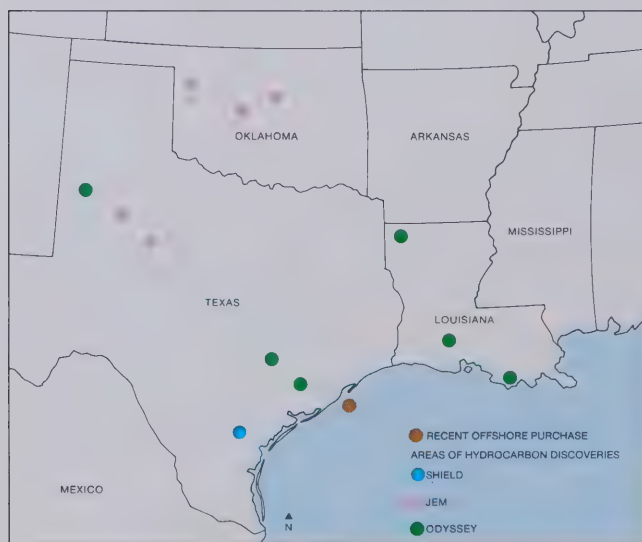 OKLAHOMA
ARKANSAS
MISSISSIPPI
TEXAS
LOUISIANA
MEXICO
N
RECENT OFFSHORE PURCHASE
AREAS OF HYDROCARBON DISCOVERIES
SHIELD
JEM
ODYSSEY